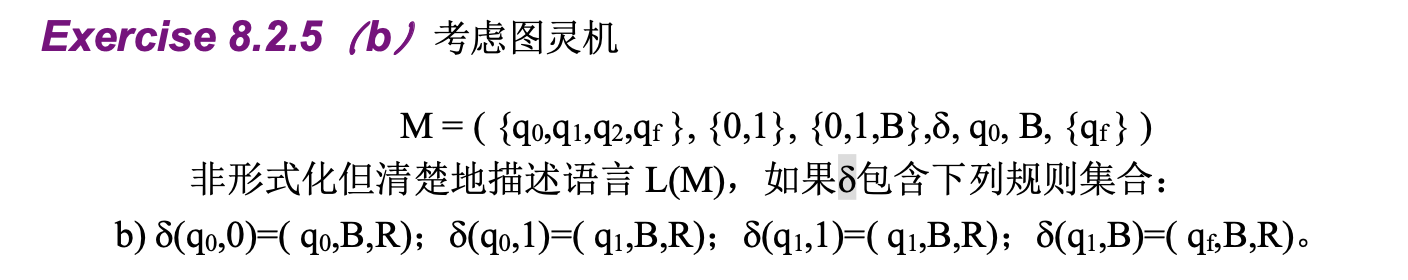 Exercise 8.2.5（b）考虑图灵机
M = ( {q₀,q₁,q₂,qf }, {0,1}, {0,1,B},δ, q₀, B, {qf } )
非形式化但清楚地描述语言 L(M)，如果δ包含下列规则集合：
b) δ(q₀,0)=( q₀,B,R)；δ(q₀,1)=( q₁,B,R)；δ(q₁,1)=( q₁,B,R)；δ(q₁,B)=( qf,B,R)。